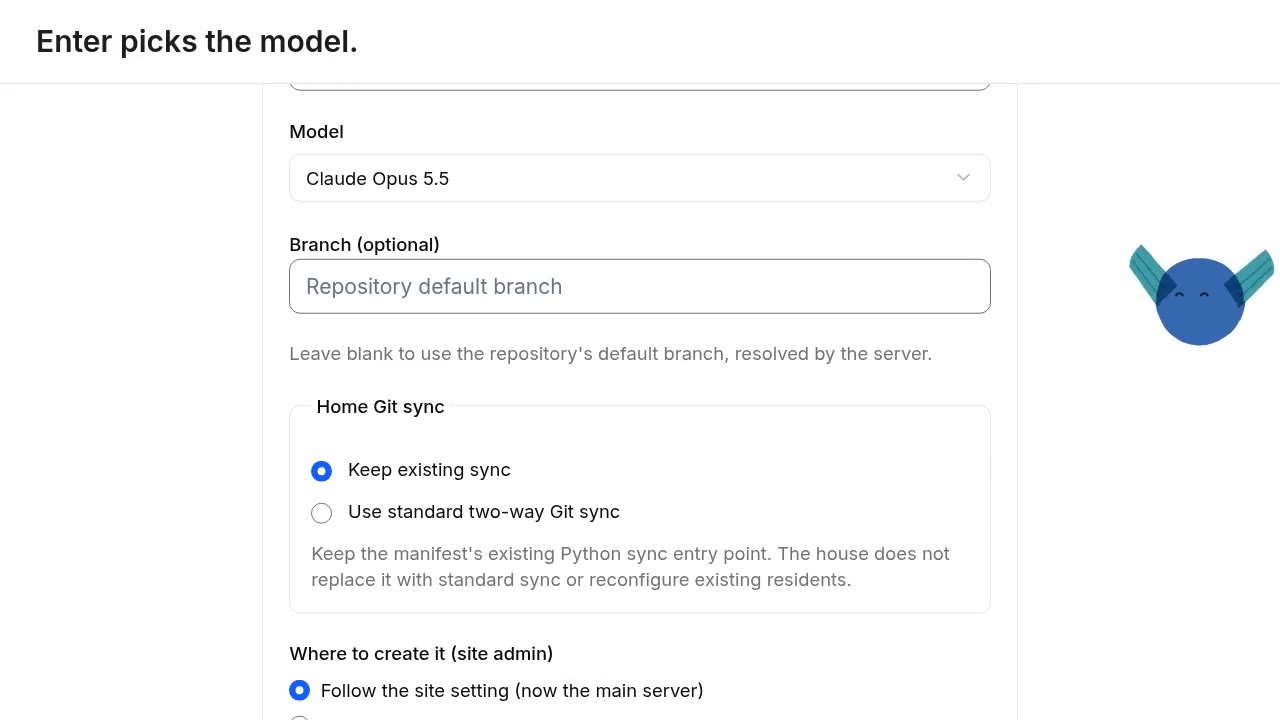 Enter picks the model.
Model
Claude Opus 5.5
Branch (optional)
Repository default branch
Leave blank to use the repository's default branch, resolved by the server.
Home Git sync
Keep existing sync
Use standard two-way Git sync
Keep the manifest's existing Python sync entry point. The house does not
replace it with standard sync or reconfigure existing residents.
Where to create it (site admin)
Follow the site setting (now the main server)